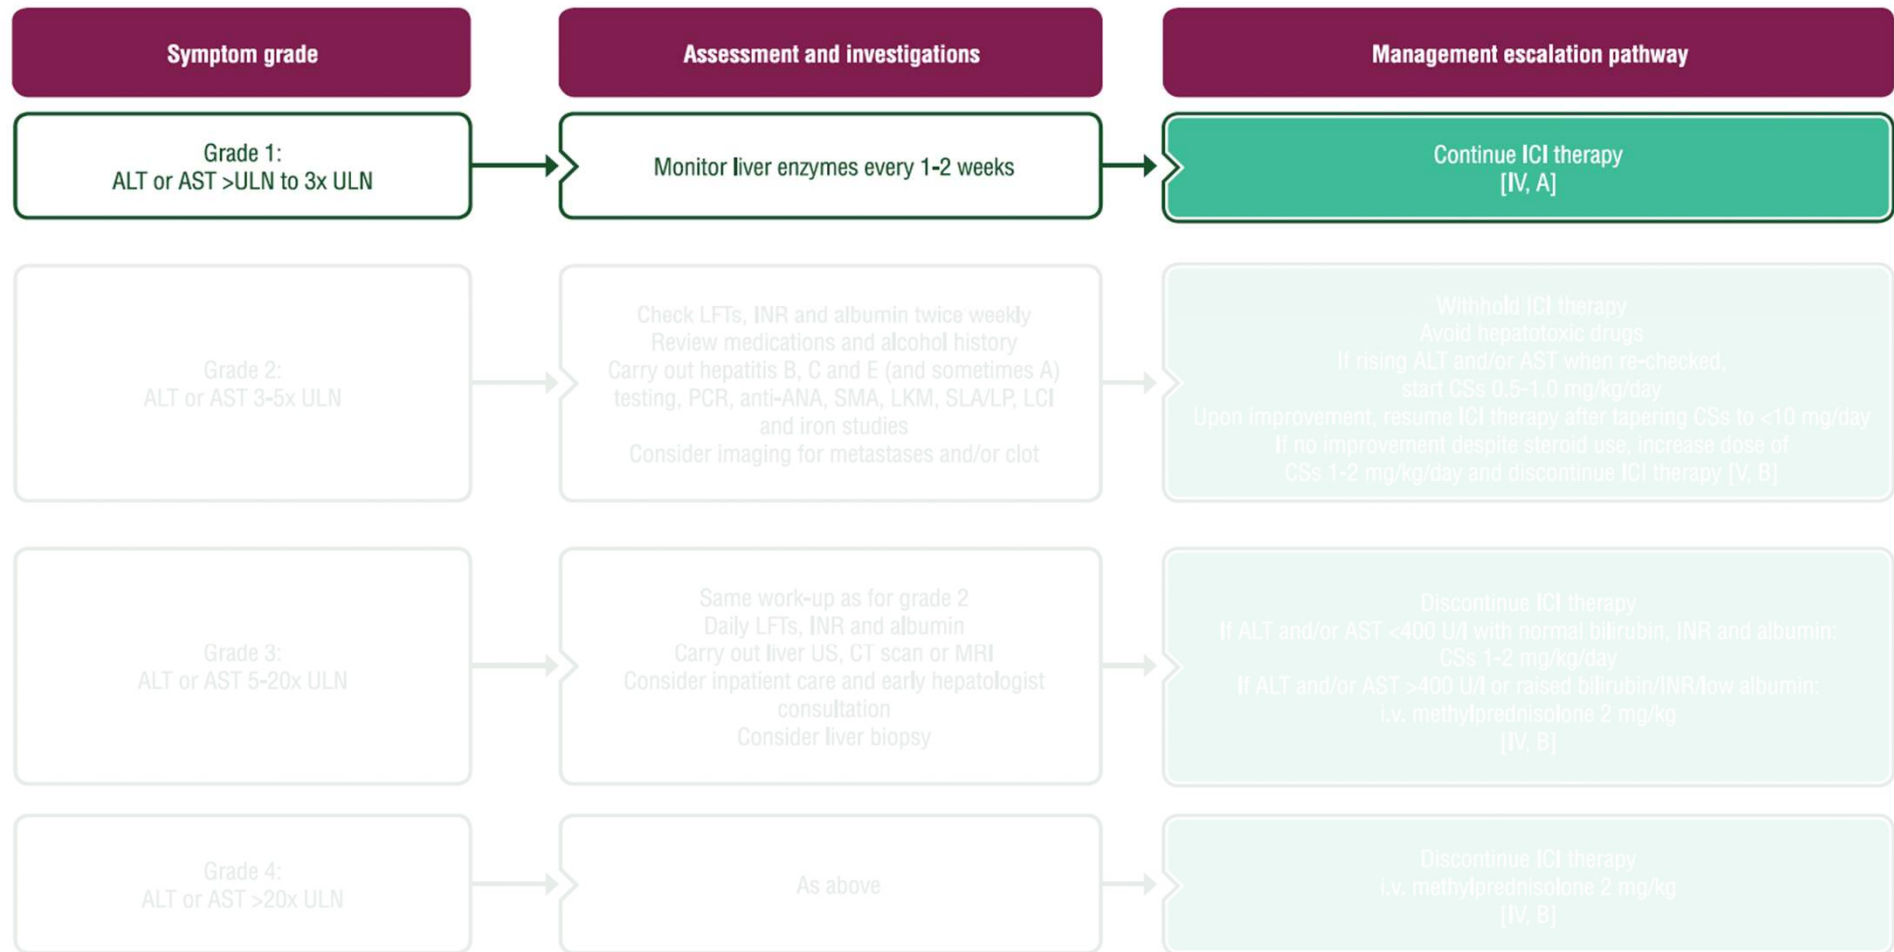 Symptom grade
Assessment and investigations
Management escalation pathway
Grade 1:
ALT or AST >ULN to 3x ULN
Monitor liver enzymes every 1-2 weeks
Continue ICI therapy
[IV, A]
Grade 2:
ALT or AST 3-5x ULN
Check LFTs, INR and albumin twice weekly
Review medications and alcohol history
Carry out hepatitis B, C and E (and sometimes A)
testing, PCR, anti-ANA, SMA, LKM, SLA/LP, LCI
and iron studies
Consider imaging for metastases and/or clot
Withhold ICI therapy
Avoid hepatotoxic drugs
If rising ALT and/or AST when re-checked,
start CSs 0.5-1.0 mg/kg/day
Upon improvement, resume ICI therapy after tapering CSs to <10 mg/day
If no improvement despite steroid use, increase dose of
CSs 1-2 mg/kg/day and discontinue ICI therapy [V, B]
Grade 3:
ALT or AST 5-20x ULN
Same work-up as for grade 2
Daily LFTs, INR and albumin
Carry out liver US, CT scan or MRI
Consider inpatient care and early hepatologist
consultation
Consider liver biopsy
Discontinue ICI therapy
If ALT and/or AST <400 U/l with normal bilirubin, INR and albumin:
CSs 1-2 mg/kg/day
If ALT and/or AST >400 U/l or raised bilirubin/INR/low albumin:
i.v. methylprednisolone 2 mg/kg
[IV, B]
Grade 4:
ALT or AST >20x ULN
As above
Discontinue ICI therapy
i.v. methylprednisolone 2 mg/kg
[IV, B]